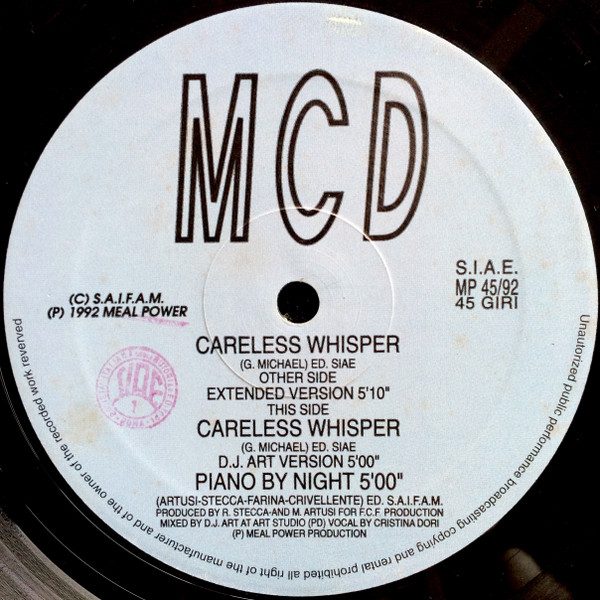 MCD
S.I.A.E.
MP 45/92
45 GIRI
(C) S.A.I.F.A.M.
(P) 1992 MEAL POWER
CARELESS WHISPER
(G. MICHAEL) ED. SIAE
OTHER SIDE
EXTENDED VERSION 5'10"
THIS SIDE
CARELESS WHISPER
(G. MICHAEL) ED. SIAE
D.J. ART VERSION 5'00"
PIANO BY NIGHT 5'00"
(ARTUSI-STECCA-FARINA-CRIVELLENTE) ED. S.A.I.F.A.M.
PRODUCED BY R. STECCA AND M. ARTUSI FOR F.C.F. PRODUCTION
MIXED BY D.J. ART AT ART STUDIO (PD) VOCAL BY CRISTINA DORI
(P) MEAL POWER PRODUCTION
Unautorized public performance broadcasting copying and rental prohibited all right of the manufacturer and of the owner of the recorded work reverved